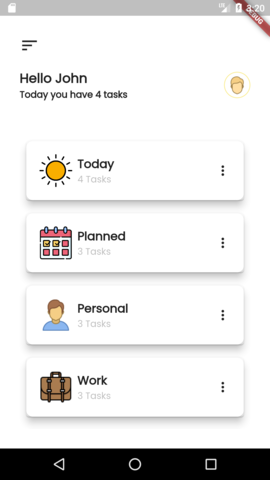 3:20
DEBUG
Hello John
Today you have 4 tasks
Today
4 Tasks
Planned
3 Tasks
Personal
3 Tasks
Work
3 Tasks